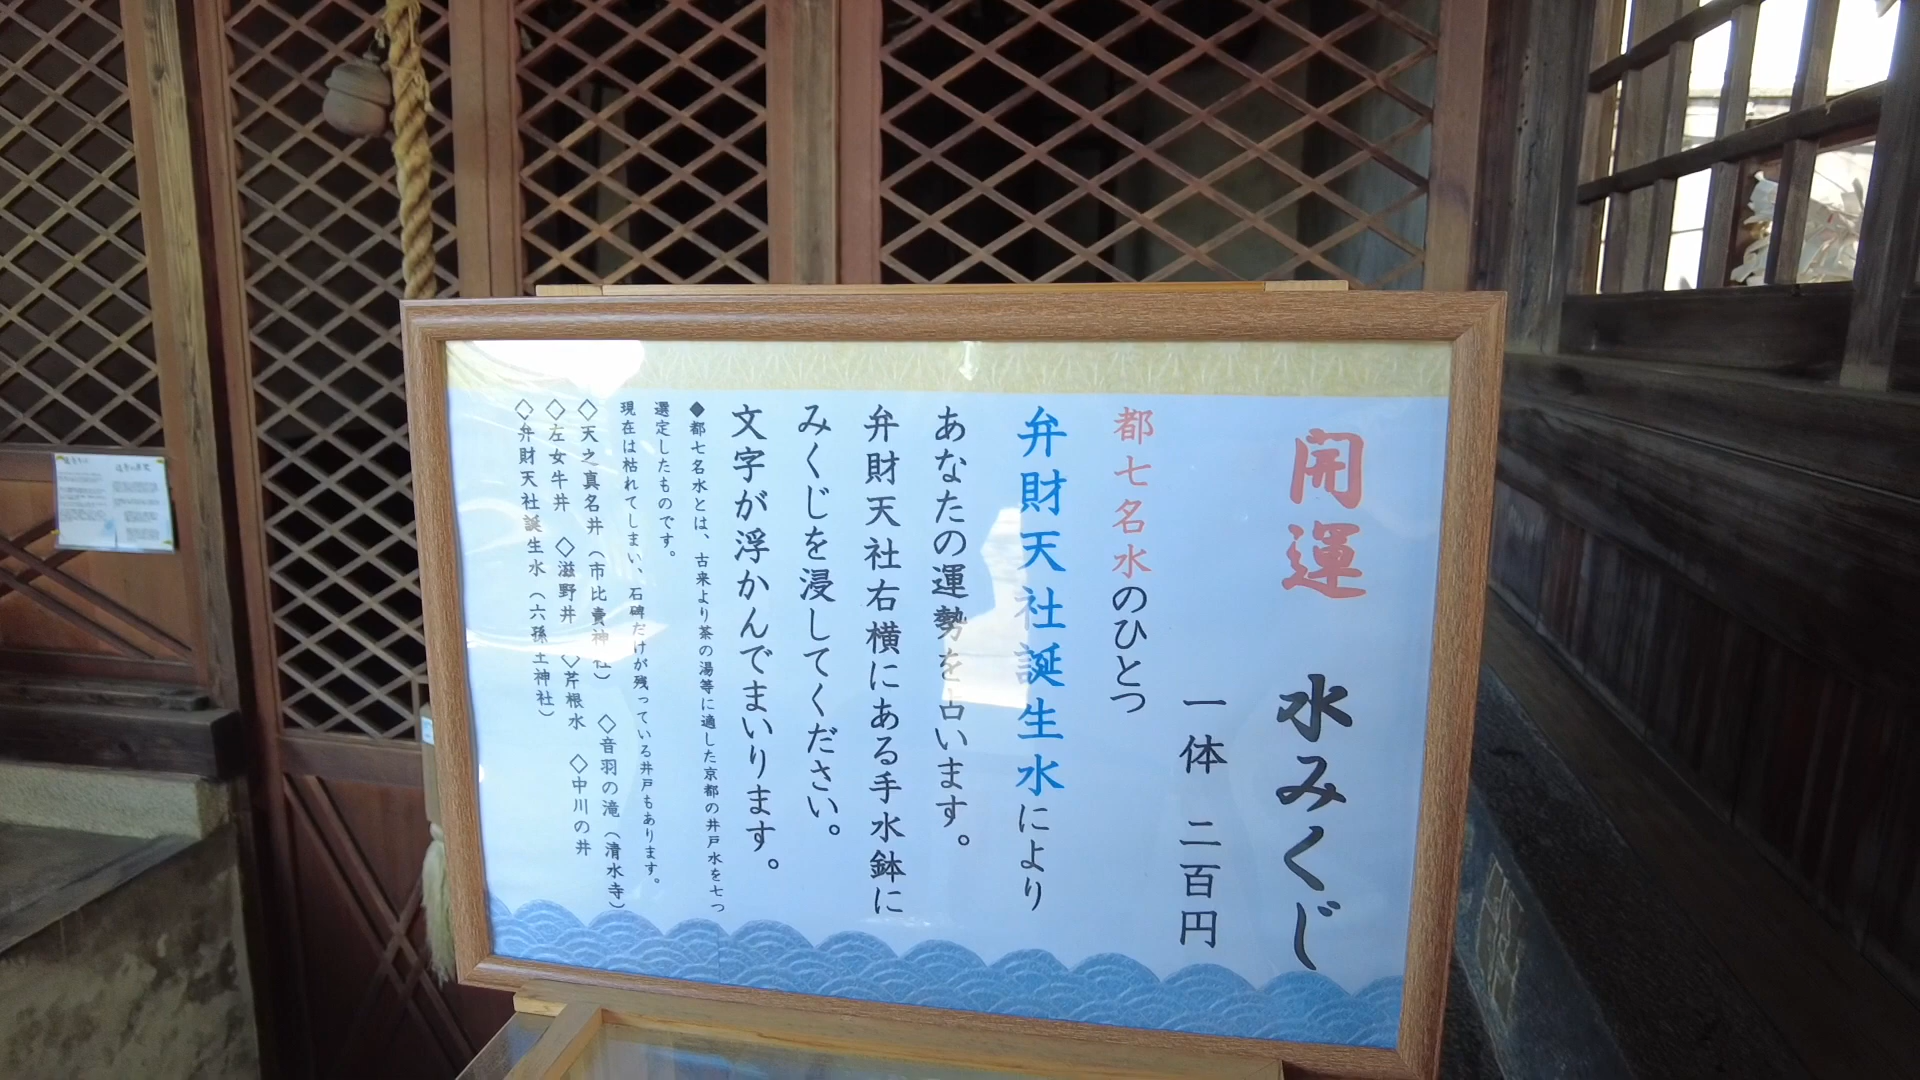 開運 水みくじ
一体 二百円
都七名水のひとつ
弁財天社誕生水により
あなたの運勢を占います。
弁財天社右横にある手水鉢に
みくじを浸してください。
文字が浮かんでまいります。
◆都七名水とは、古来より茶の湯等に適した京都の井戸水を七つ
選定したものです。
現在は枯れてしまい、石碑だけが残っている井戸もあります。
◇天之真名井（市比賣神社） ◇音羽の滝（清水寺）
◇左女牛井 ◇滋野井 ◇芹根水 ◇中川の井
◇弁財天社誕生水（六孫王神社）